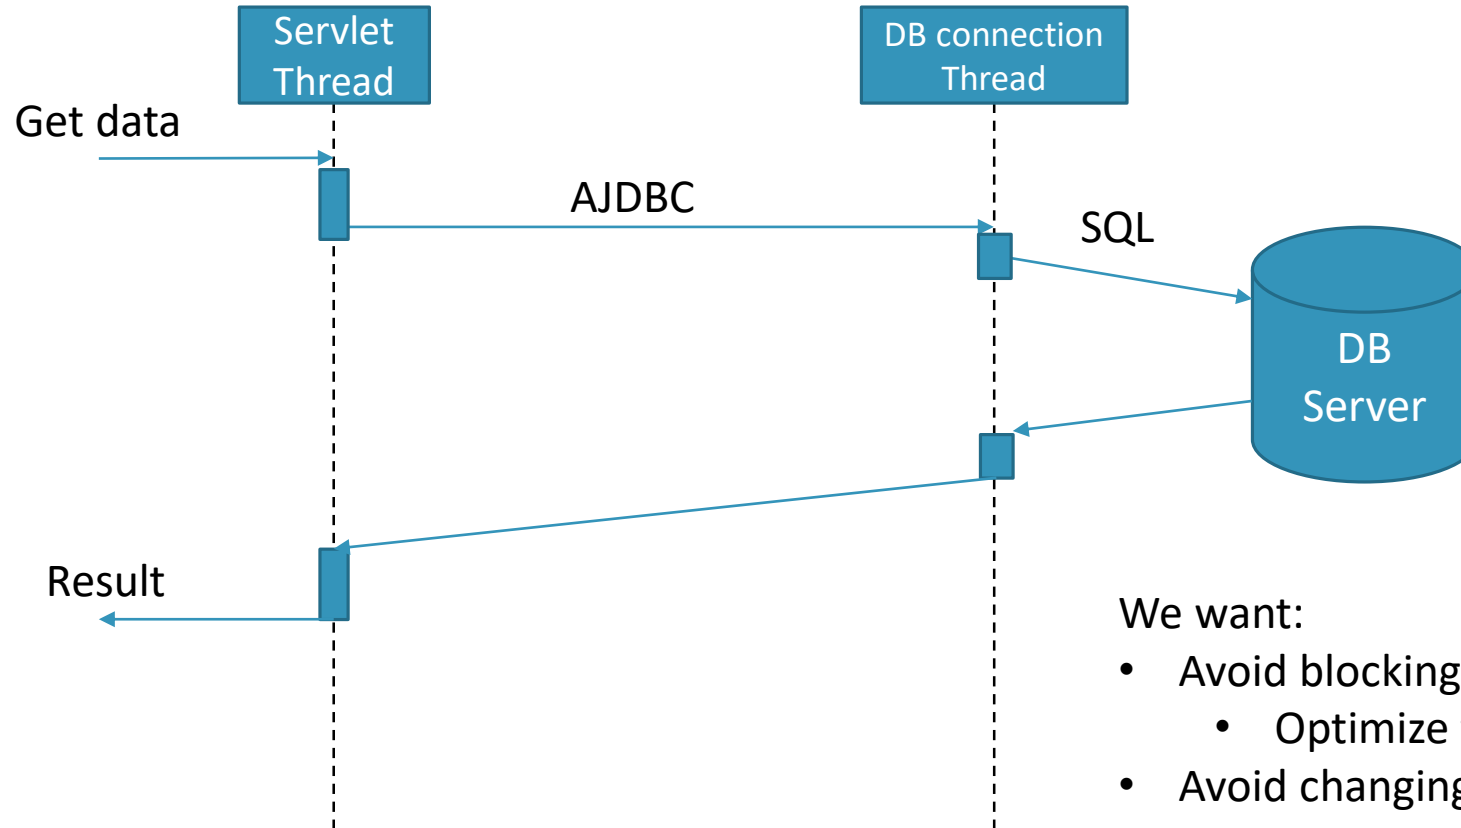 Servlet
Thread
DB connection
Thread
Get data
AJDBC
SQL
DB
Server
Result
We want:
• Avoid blocking
• Optimize
• Avoid changing